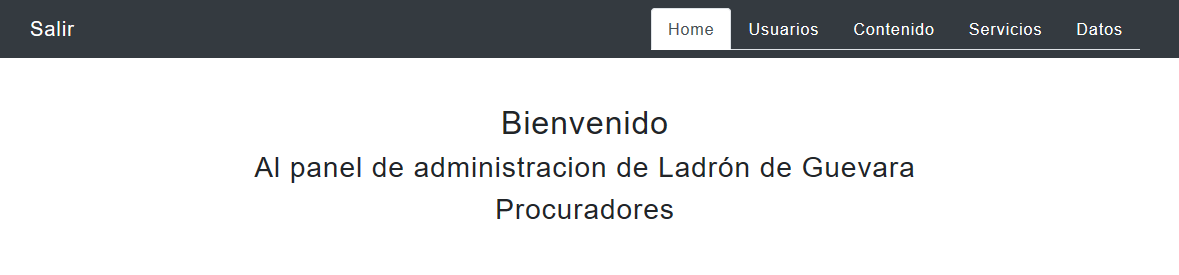 Salir
Home Usuarios Contenido Servicios Datos
Bienvenido
Al panel de administracion de Ladrón de Guevara
Procuradores